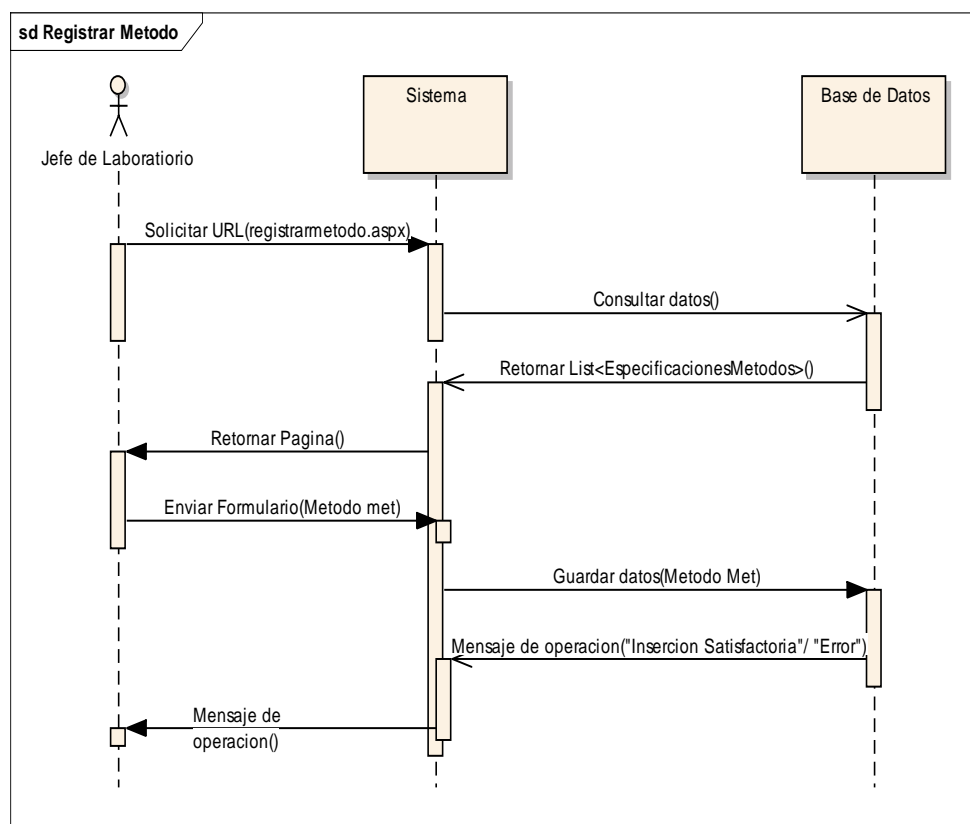 sd Registrar Metodo
Jefe de Laboratiorio
Sistema
Base de Datos
Solicitar URL(registrarmetodo.aspx)
Consultar datos()
Retornar List<EspecificacionesMetodos>()
Retornar Pagina()
Enviar Formulario(Metodo met)
Guardar datos(Metodo Met)
Mensaje de operacion("Insercion Satisfactoria"/ "Error")
Mensaje de
operacion()